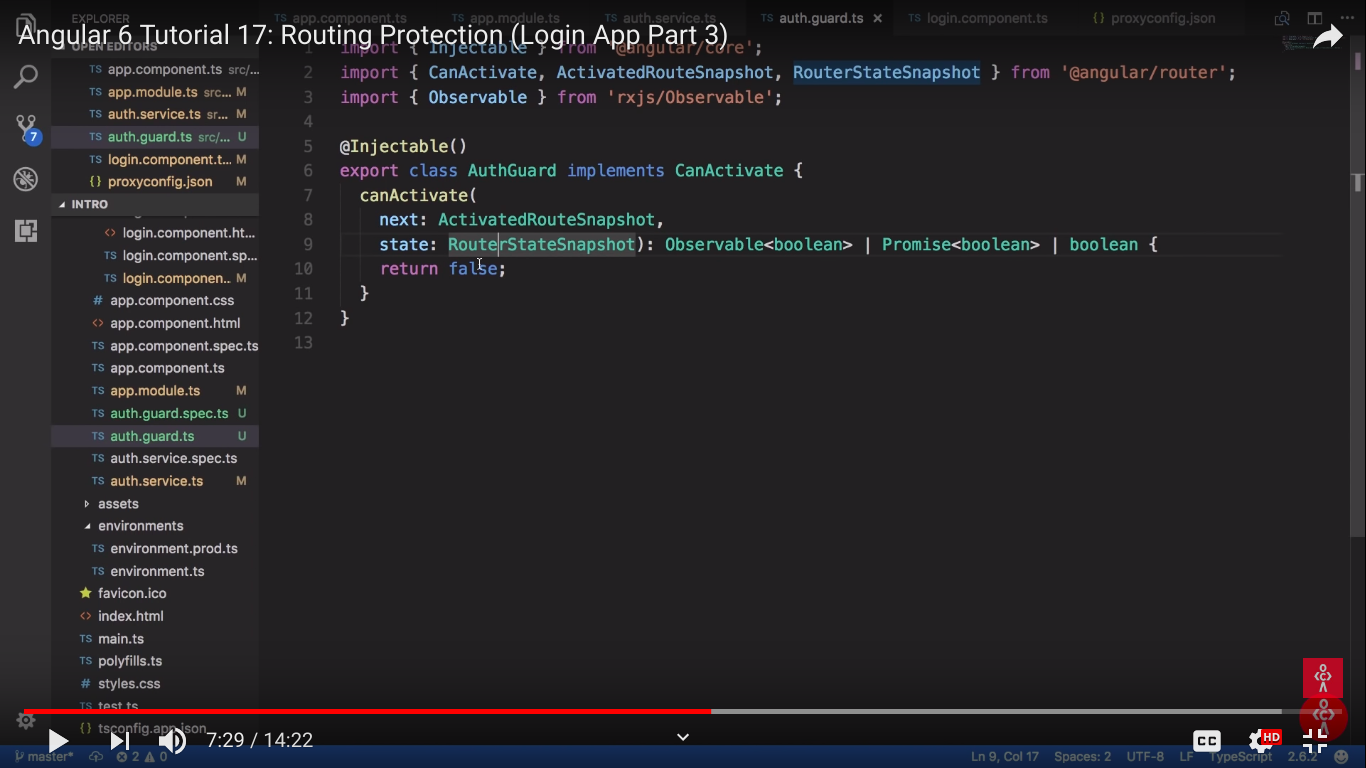 EXPLORER
app.component.ts app.module.ts auth.service.ts auth.guard.ts × login.component.ts {} proxyconfig.json ...
Angular 6 Tutorial 17: Routing Protection (Login App Part 3)
OPEN EDITORS
TS app.component.ts src/...
TS app.module.ts src... M
TS auth.service.ts sr... M
TS auth.guard.ts src/... U
TS login.component.t... M
{} proxyconfig.json M
INTRO
<> login.component.ht...
TS login.component.sp...
TS login.componen... M
# app.component.css
<> app.component.html
TS app.component.spec.ts
TS app.component.ts
TS app.module.ts M
TS auth.guard.spec.ts U
TS auth.guard.ts U
TS auth.service.spec.ts
TS auth.service.ts M
assets
environments
TS environment.prod.ts
TS environment.ts
favicon.ico
<> index.html
TS main.ts
TS polyfills.ts
# styles.css
TS test.ts
{} tsconfig.app.json
7
1 import { Injectable } from '@angular/core';
2 import { CanActivate, ActivatedRouteSnapshot, RouterStateSnapshot } from '@angular/router';
3 import { Observable } from 'rxjs/Observable';
4
5 @Injectable()
6 export class AuthGuard implements CanActivate {
7 canActivate(
8 next: ActivatedRouteSnapshot,
9 state: RouterStateSnapshot): Observable<boolean> | Promise<boolean> | boolean {
10 return false;
11 }
12 }
13
7:29 / 14:22
CC
HD
master* 2 0
Ln 9, Col 17 Spaces: 2 UTF-8 LF TypeScript 2.6.2